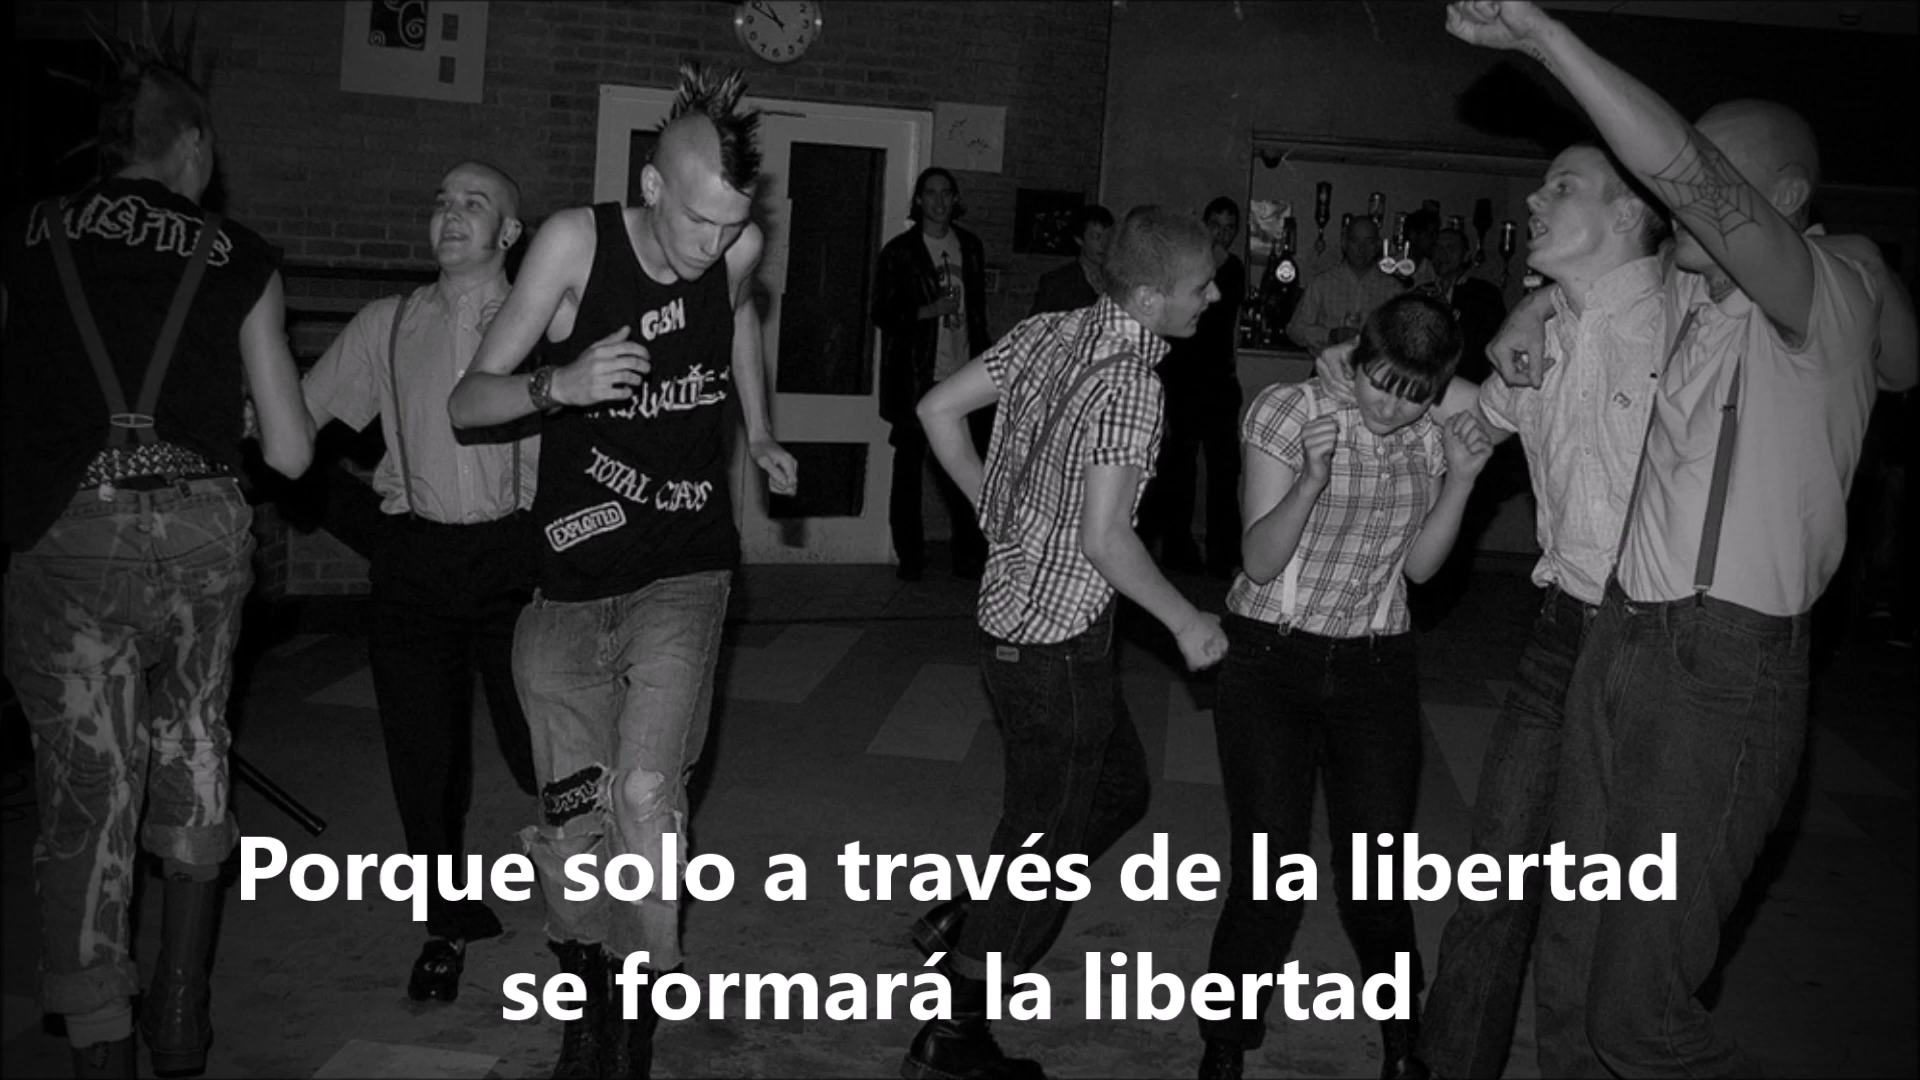 MISFITS
GBH
TOTAL CHAOS
EXPLOITED
Porque solo a través de la libertad
se formará la libertad